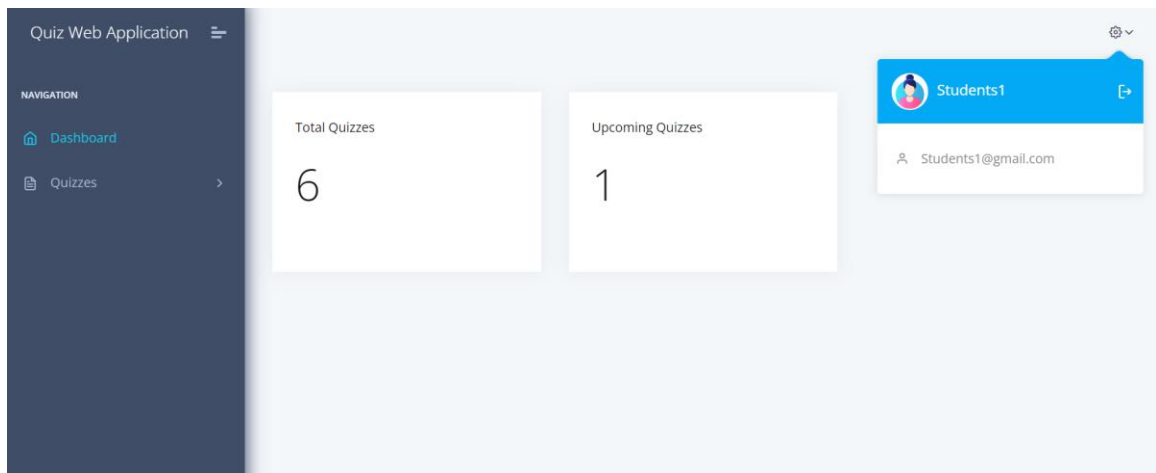 Quiz Web Application
NAVIGATION
Dashboard
Quizzes
Total Quizzes
6
Upcoming Quizzes
1
Students1
Students1@gmail.com